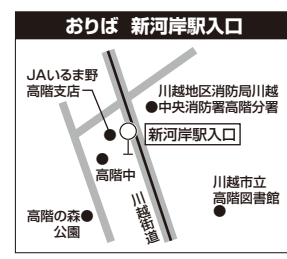 おりば 新河岸駅入口
JAいるま野
高階支店
川越地区消防局川越
中央消防署高階分署
新河岸駅入口
高階中
川越街道
川越市立
高階図書館
高階の森
公園